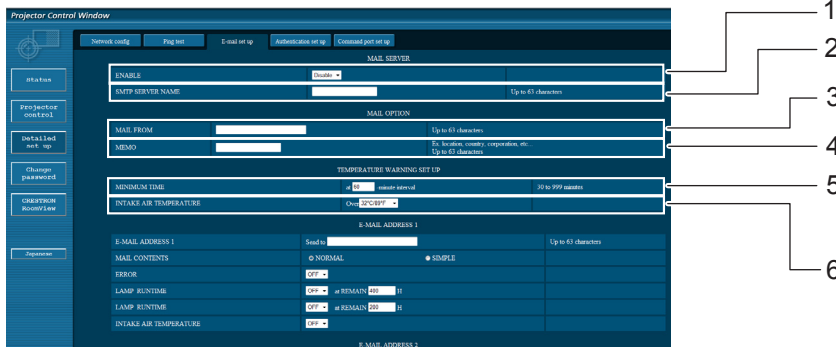 Projector Control Window
Network config Ping test E-mail set up Authentication set up Command port set up
MAIL SERVER
ENABLE Disable
SMTP SERVER NAME Up to 63 characters
MAIL OPTION
MAIL FROM Up to 63 characters
MEMO Ex. location, country, corporation, etc...
Up to 63 characters
TEMPERATURE WARNING SET UP
MINIMUM TIME at 60 minute interval 30 to 999 minutes
INTAKE AIR TEMPERATURE Over 32°C/89°F
E-MAIL ADDRESS 1
E-MAIL ADDRESS 1 Send to Up to 63 characters
MAIL CONTENTS NORMAL SIMPLE
ERROR OFF
LAMP RUNTIME OFF at REMAIN 400 H
LAMP RUNTIME OFF at REMAIN 200 H
INTAKE AIR TEMPERATURE OFF
E-MAIL ADDRESS 2
Status
Projector
control
Detailed
set up
Change
password
CRESTRON
RoomView
Japanese
1
2
3
4
5
6